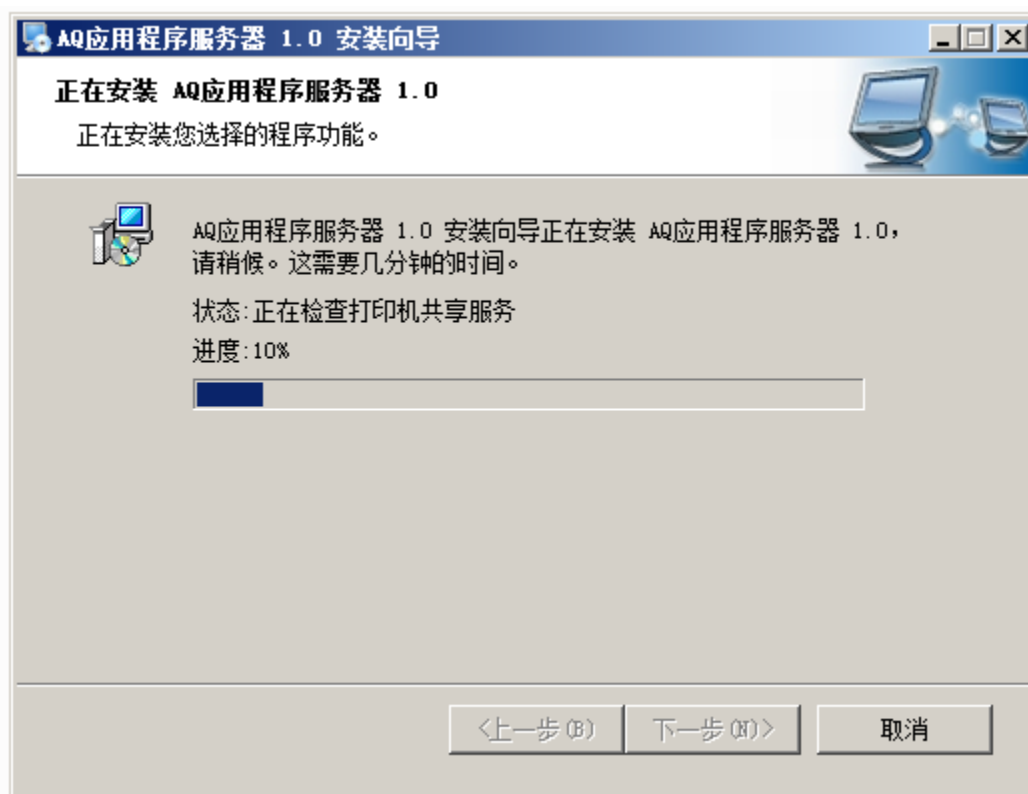 AQ应用程序服务器 1.0 安装向导
正在安装 AQ应用程序服务器 1.0
正在安装您选择的程序功能。
AQ应用程序服务器 1.0 安装向导正在安装 AQ应用程序服务器 1.0,
请稍候。这需要几分钟的时间。
状态:正在检查打印机共享服务
进度:10%
<上一步(B) 下一步(N)> 取消